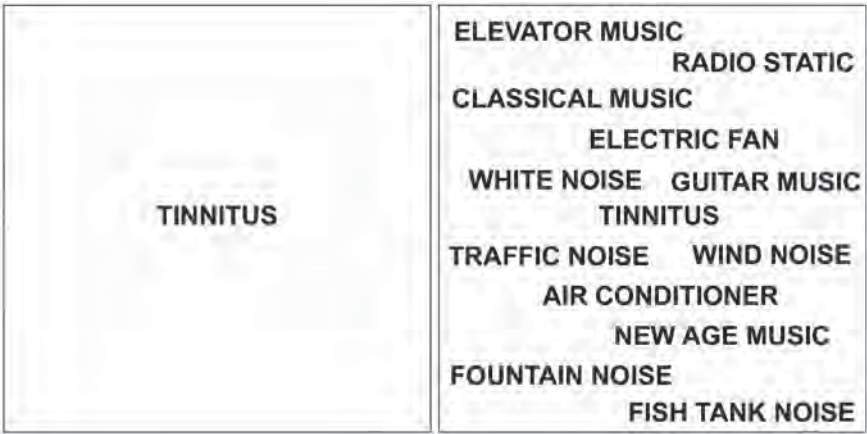 TINNITUS
ELEVATOR MUSIC
RADIO STATIC
CLASSICAL MUSIC
ELECTRIC FAN
WHITE NOISE GUITAR MUSIC
TINNITUS
TRAFFIC NOISE WIND NOISE
AIR CONDITIONER
NEW AGE MUSIC
FOUNTAIN NOISE
FISH TANK NOISE